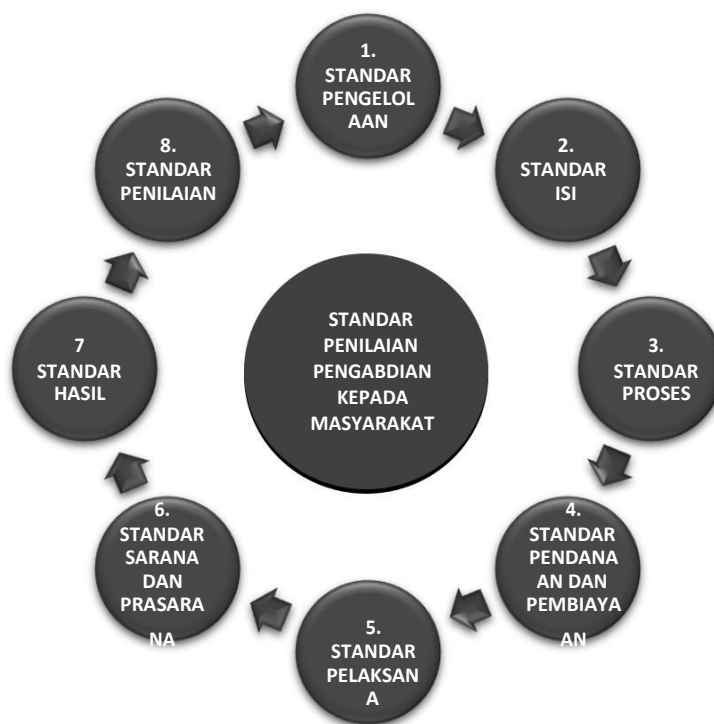 1.
STANDAR
PENGELOL
AAN
2.
STANDAR
ISI
3.
STANDAR
PROSES
4.
STANDAR
PENDANA
AN DAN
PEMBIAYA
AN
5.
STANDAR
PELAKSAN
A
6.
STANDAR
SARANA
DAN
PRASARA
NA
7
STANDAR
HASIL
8.
STANDAR
PENILAIAN
STANDAR
PENILAIAN
PENGABDIAN
KEPADA
MASYARAKAT